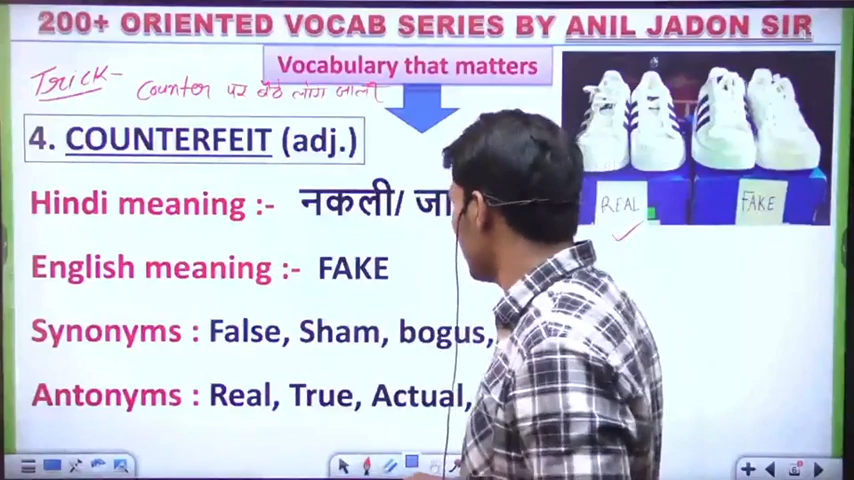 200+ ORIENTED VOCAB SERIES BY ANIL JADON SIR
Vocabulary that matters
Trick-
Counter पर बैठे लोग जाली
4. COUNTERFEIT (adj.)
Hindi meaning :- नकली/
English meaning :- FAKE
Synonyms : False, Sham, bogus,
Antonyms : Real, True, Actual,
REAL
FAKE